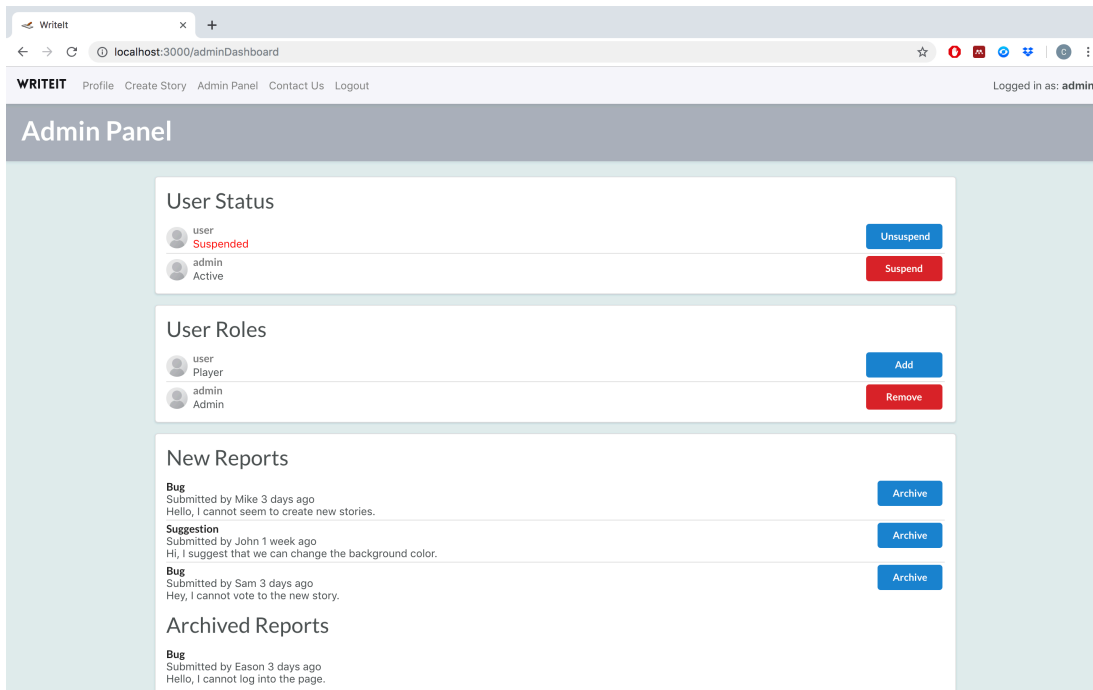 WriteIt
localhost:3000/adminDashboard
C
WRITEIT Profile Create Story Admin Panel Contact Us Logout Logged in as: admin
Admin Panel
User Status
user
Suspended
Unsuspend
admin
Active
Suspend
User Roles
user
Player
Add
admin
Admin
Remove
New Reports
Bug
Submitted by Mike 3 days ago
Hello, I cannot seem to create new stories.
Archive
Suggestion
Submitted by John 1 week ago
Hi, I suggest that we can change the background color.
Archive
Bug
Submitted by Sam 3 days ago
Hey, I cannot vote to the new story.
Archive
Archived Reports
Bug
Submitted by Eason 3 days ago
Hello, I cannot log into the page.